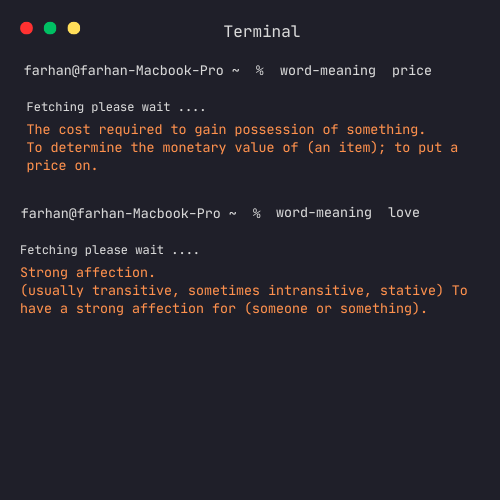 Terminal
farhan@farhan-Macbook-Pro ~ % word-meaning price
Fetching please wait ....
The cost required to gain possession of something.
To determine the monetary value of (an item); to put a
price on.
farhan@farhan-Macbook-Pro ~ % word-meaning love
Fetching please wait ....
Strong affection.
(usually transitive, sometimes intransitive, stative) To
have a strong affection for (someone or something).